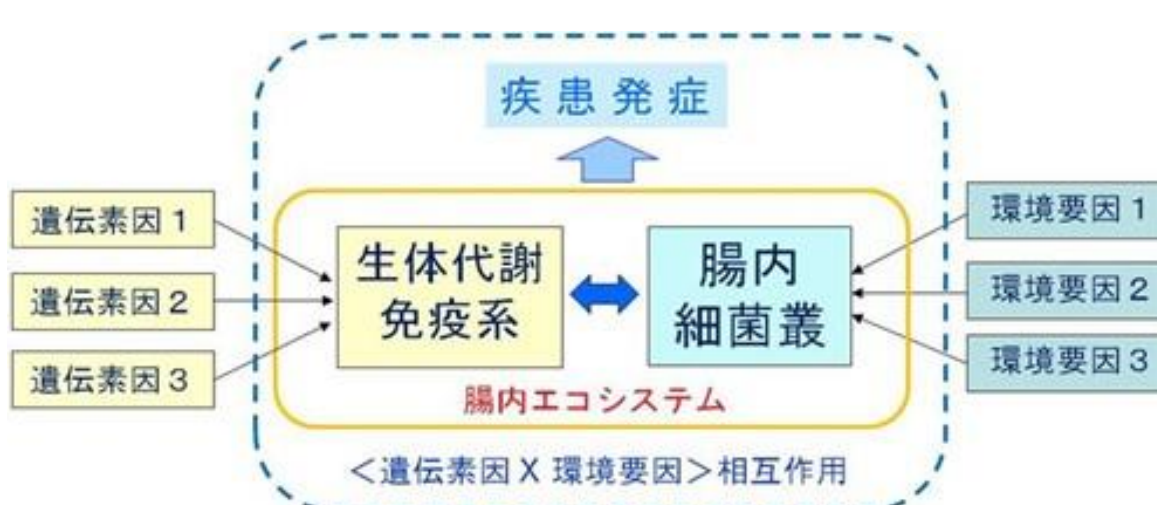 疾患発症
遺伝素因1
遺伝素因2
遺伝素因3
生体代謝
免疫系
腸内
細菌叢
環境要因1
環境要因2
環境要因3
腸内エコシステム
＜遺伝素因 X 環境要因＞相互作用